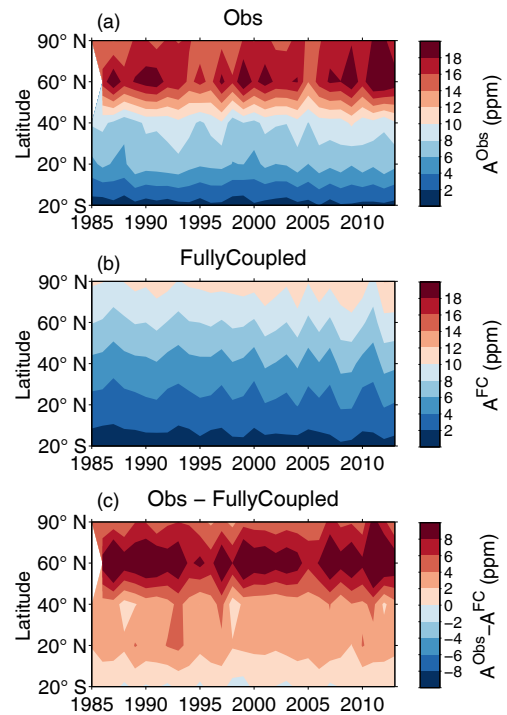 (a) Obs
90° N
60° N
40° N
20° N
20° S
Latitude
1985 1990 1995 2000 2005 2010
18
16
14
12
10
8
6
4
2
A^Obs (ppm)
(b) FullyCoupled
90° N
60° N
40° N
20° N
20° S
Latitude
1985 1990 1995 2000 2005 2010
18
16
14
12
10
8
6
4
2
A^FC (ppm)
(c) Obs − FullyCoupled
90° N
60° N
40° N
20° N
20° S
Latitude
1985 1990 1995 2000 2005 2010
8
6
4
2
0
−2
−4
−6
−8
A^Obs−A^FC (ppm)